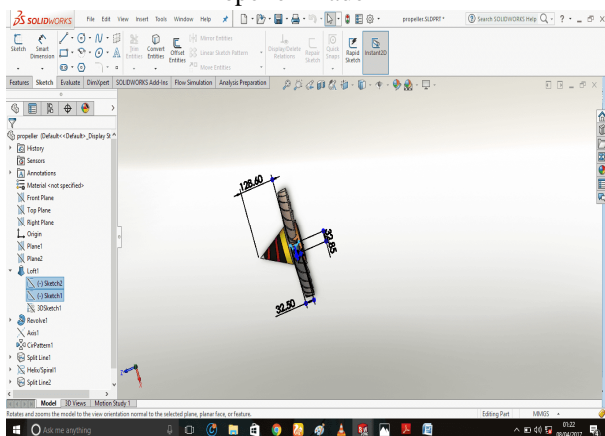 SOLIDWORKS File Edit View Insert Tools Window Help propeller.SLDPRT * Search SOLIDWORKS Help
Sketch Smart Dimension Trim Entities Convert Entities Offset Entities Mirror Entities Linear Sketch Pattern Move Entities Display/Delete Relations Repair Sketch Quick Snaps Rapid Sketch Instant2D
Features Sketch Evaluate DimXpert SOLIDWORKS Add-Ins Flow Simulation Analysis Preparation
propeller (Default<<Default>_Display St
History
Sensors
Annotations
Material <not specified>
Front Plane
Top Plane
Right Plane
Origin
Plane1
Plane2
Loft1
(-) Sketch2
(-) Sketch1
3DSketch1
Revolve1
Axis1
CirPattern1
Split Line1
Helix/Spiral1
Split Line2
128.60
32.85
32.50
Z
Model 3D Views Motion Study 1
Rotates and zooms the model to the view orientation normal to the selected plane, planar face, or feature. Editing Part MMGS
Ask me anything 01:22
08/04/2017